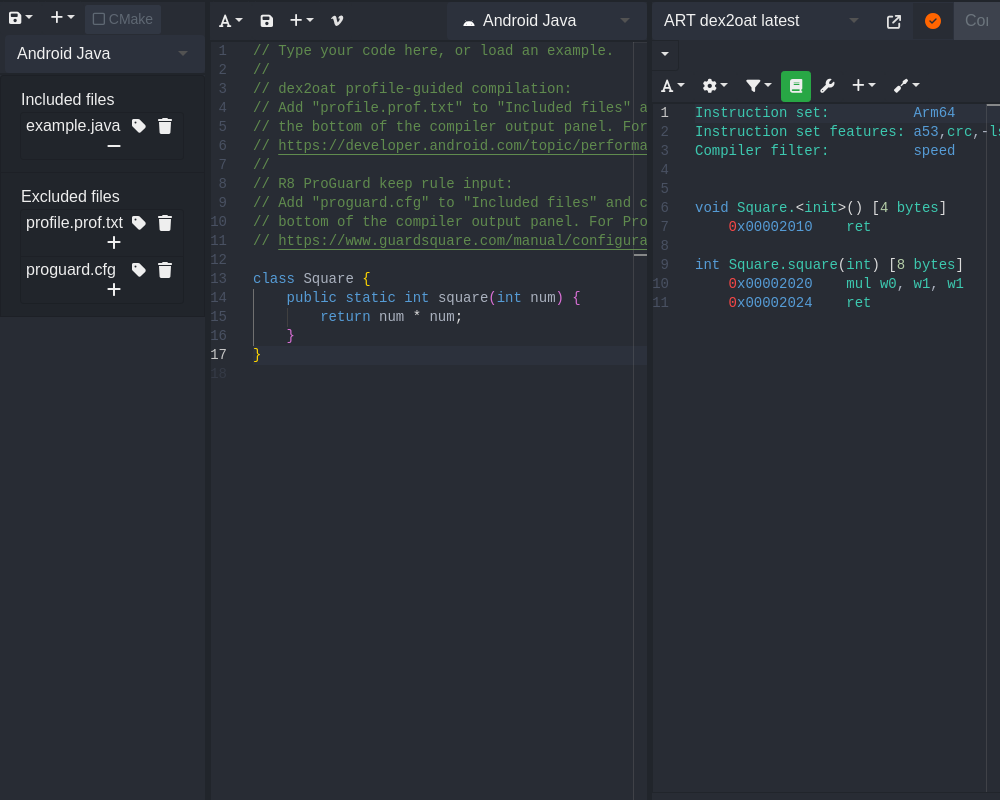 CMake
Android Java
Included files
example.java
Excluded files
profile.prof.txt
proguard.cfg
Android Java
1 // Type your code here, or load an example.
2 //
3 // dex2oat profile-guided compilation:
4 // Add "profile.prof.txt" to "Included files" a
5 // the bottom of the compiler output panel. For
6 // https://developer.android.com/topic/performa
7 //
8 // R8 ProGuard keep rule input:
9 // Add "proguard.cfg" to "Included files" and c
10 // bottom of the compiler output panel. For Pro
11 // https://www.guardsquare.com/manual/configura
12
13 class Square {
14 public static int square(int num) {
15 return num * num;
16 }
17 }
18
ART dex2oat latest
1 Instruction set: Arm64
2 Instruction set features: a53,crc,-ls
3 Compiler filter: speed
4
5
6 void Square.<init>() [4 bytes]
7 0x00002010 ret
8
9 int Square.square(int) [8 bytes]
10 0x00002020 mul w0, w1, w1
11 0x00002024 ret